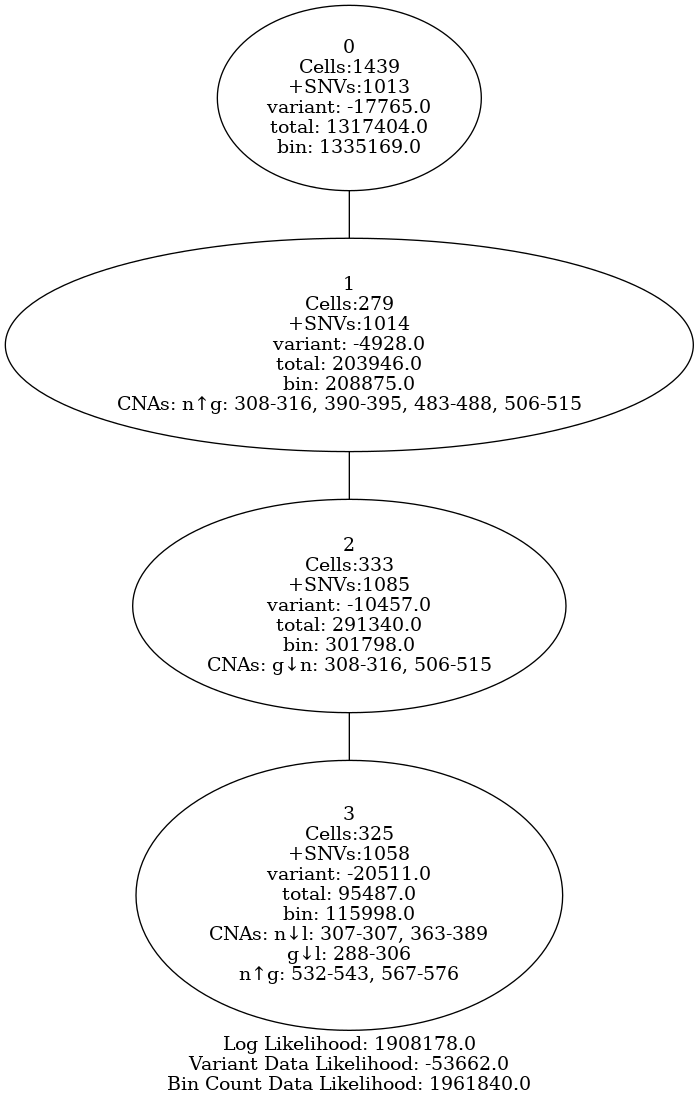 0
Cells:1439
+SNVs:1013
variant: -17765.0
total: 1317404.0
bin: 1335169.0
1
Cells:279
+SNVs:1014
variant: -4928.0
total: 203946.0
bin: 208875.0
CNAs: n↑g: 308-316, 390-395, 483-488, 506-515
2
Cells:333
+SNVs:1085
variant: -10457.0
total: 291340.0
bin: 301798.0
CNAs: g↓n: 308-316, 506-515
3
Cells:325
+SNVs:1058
variant: -20511.0
total: 95487.0
bin: 115998.0
CNAs: n↓l: 307-307, 363-389
g↓l: 288-306
n↑g: 532-543, 567-576
Log Likelihood: 1908178.0
Variant Data Likelihood: -53662.0
Bin Count Data Likelihood: 1961840.0